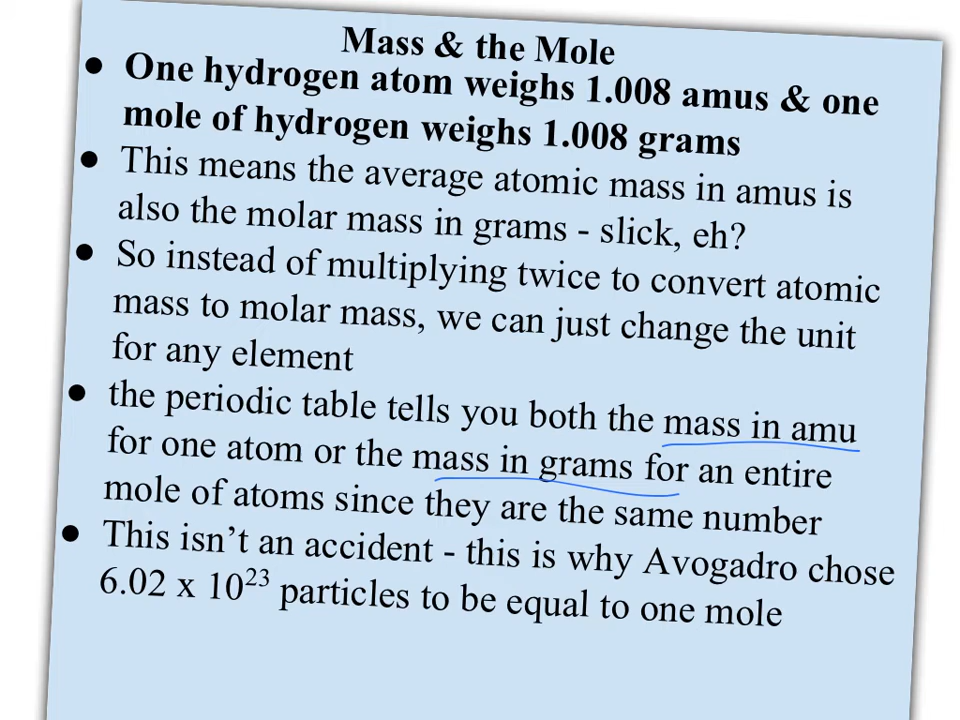 Mass & the Mole
● One hydrogen atom weighs 1.008 amus & one
mole of hydrogen weighs 1.008 grams
● This means the average atomic mass in amus is
also the molar mass in grams - slick, eh?
● So instead of multiplying twice to convert atomic
mass to molar mass, we can just change the unit
for any element
● the periodic table tells you both the mass in amu
for one atom or the mass in grams for an entire
mole of atoms since they are the same number
● This isn’t an accident - this is why Avogadro chose
6.02 x 10²³ particles to be equal to one mole